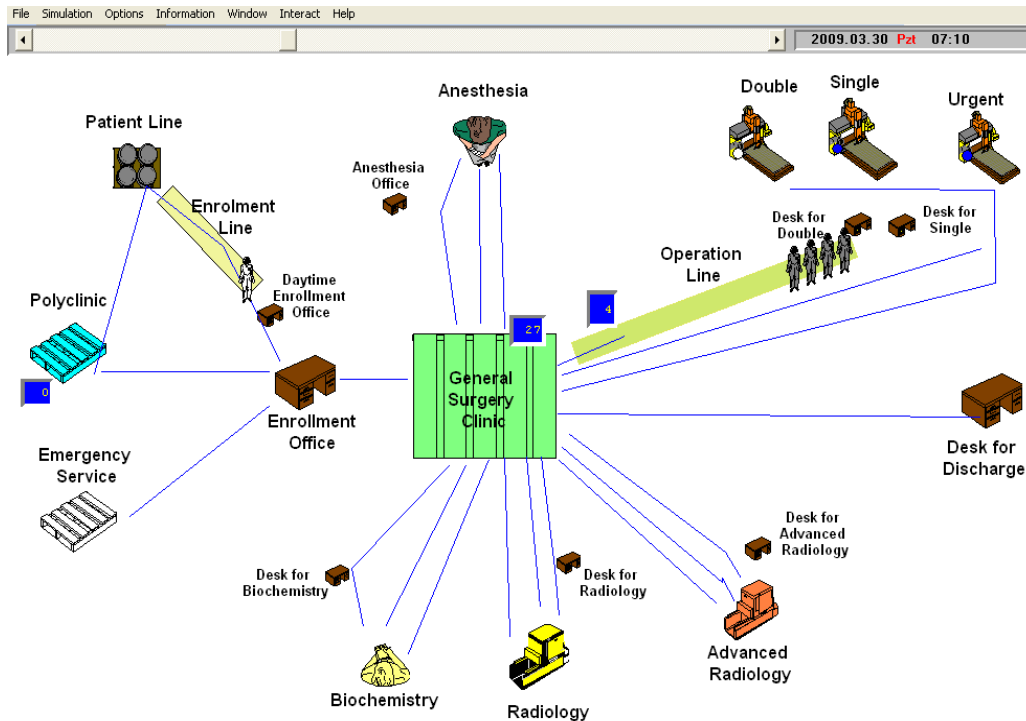 File Simulation Options Information Window Interact Help
2009.03.30 Pzt 07:10
Anesthesia
Double
Single
Urgent
Patient Line
Anesthesia
Office
Enrolment
Line
Desk for
Double
Desk for
Single
Operation
Line
Daytime
Enrollment
Office
Polyclinic
4
27
0
General
Surgery
Clinic
Enrollment
Office
Desk for
Discharge
Emergency
Service
Desk for
Advanced
Radiology
Desk for
Biochemistry
Desk for
Radiology
Advanced
Radiology
Biochemistry
Radiology